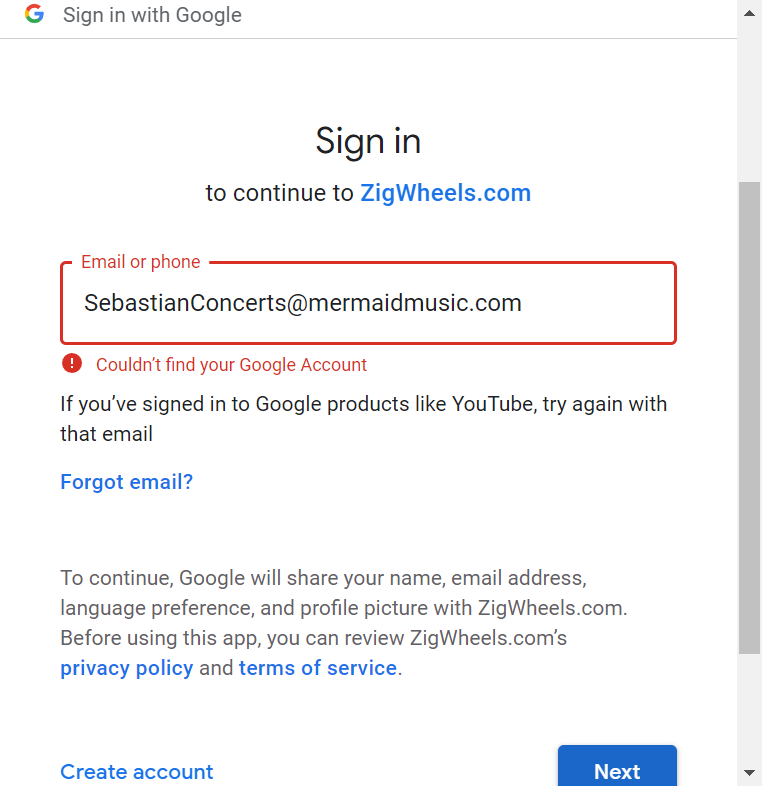 Sign in with Google
Sign in
to continue to ZigWheels.com
Email or phone
SebastianConcerts@mermaidmusic.com
Couldn’t find your Google Account
If you’ve signed in to Google products like YouTube, try again with
that email
Forgot email?
To continue, Google will share your name, email address,
language preference, and profile picture with ZigWheels.com.
Before using this app, you can review ZigWheels.com’s
privacy policy and terms of service.
Create account
Next